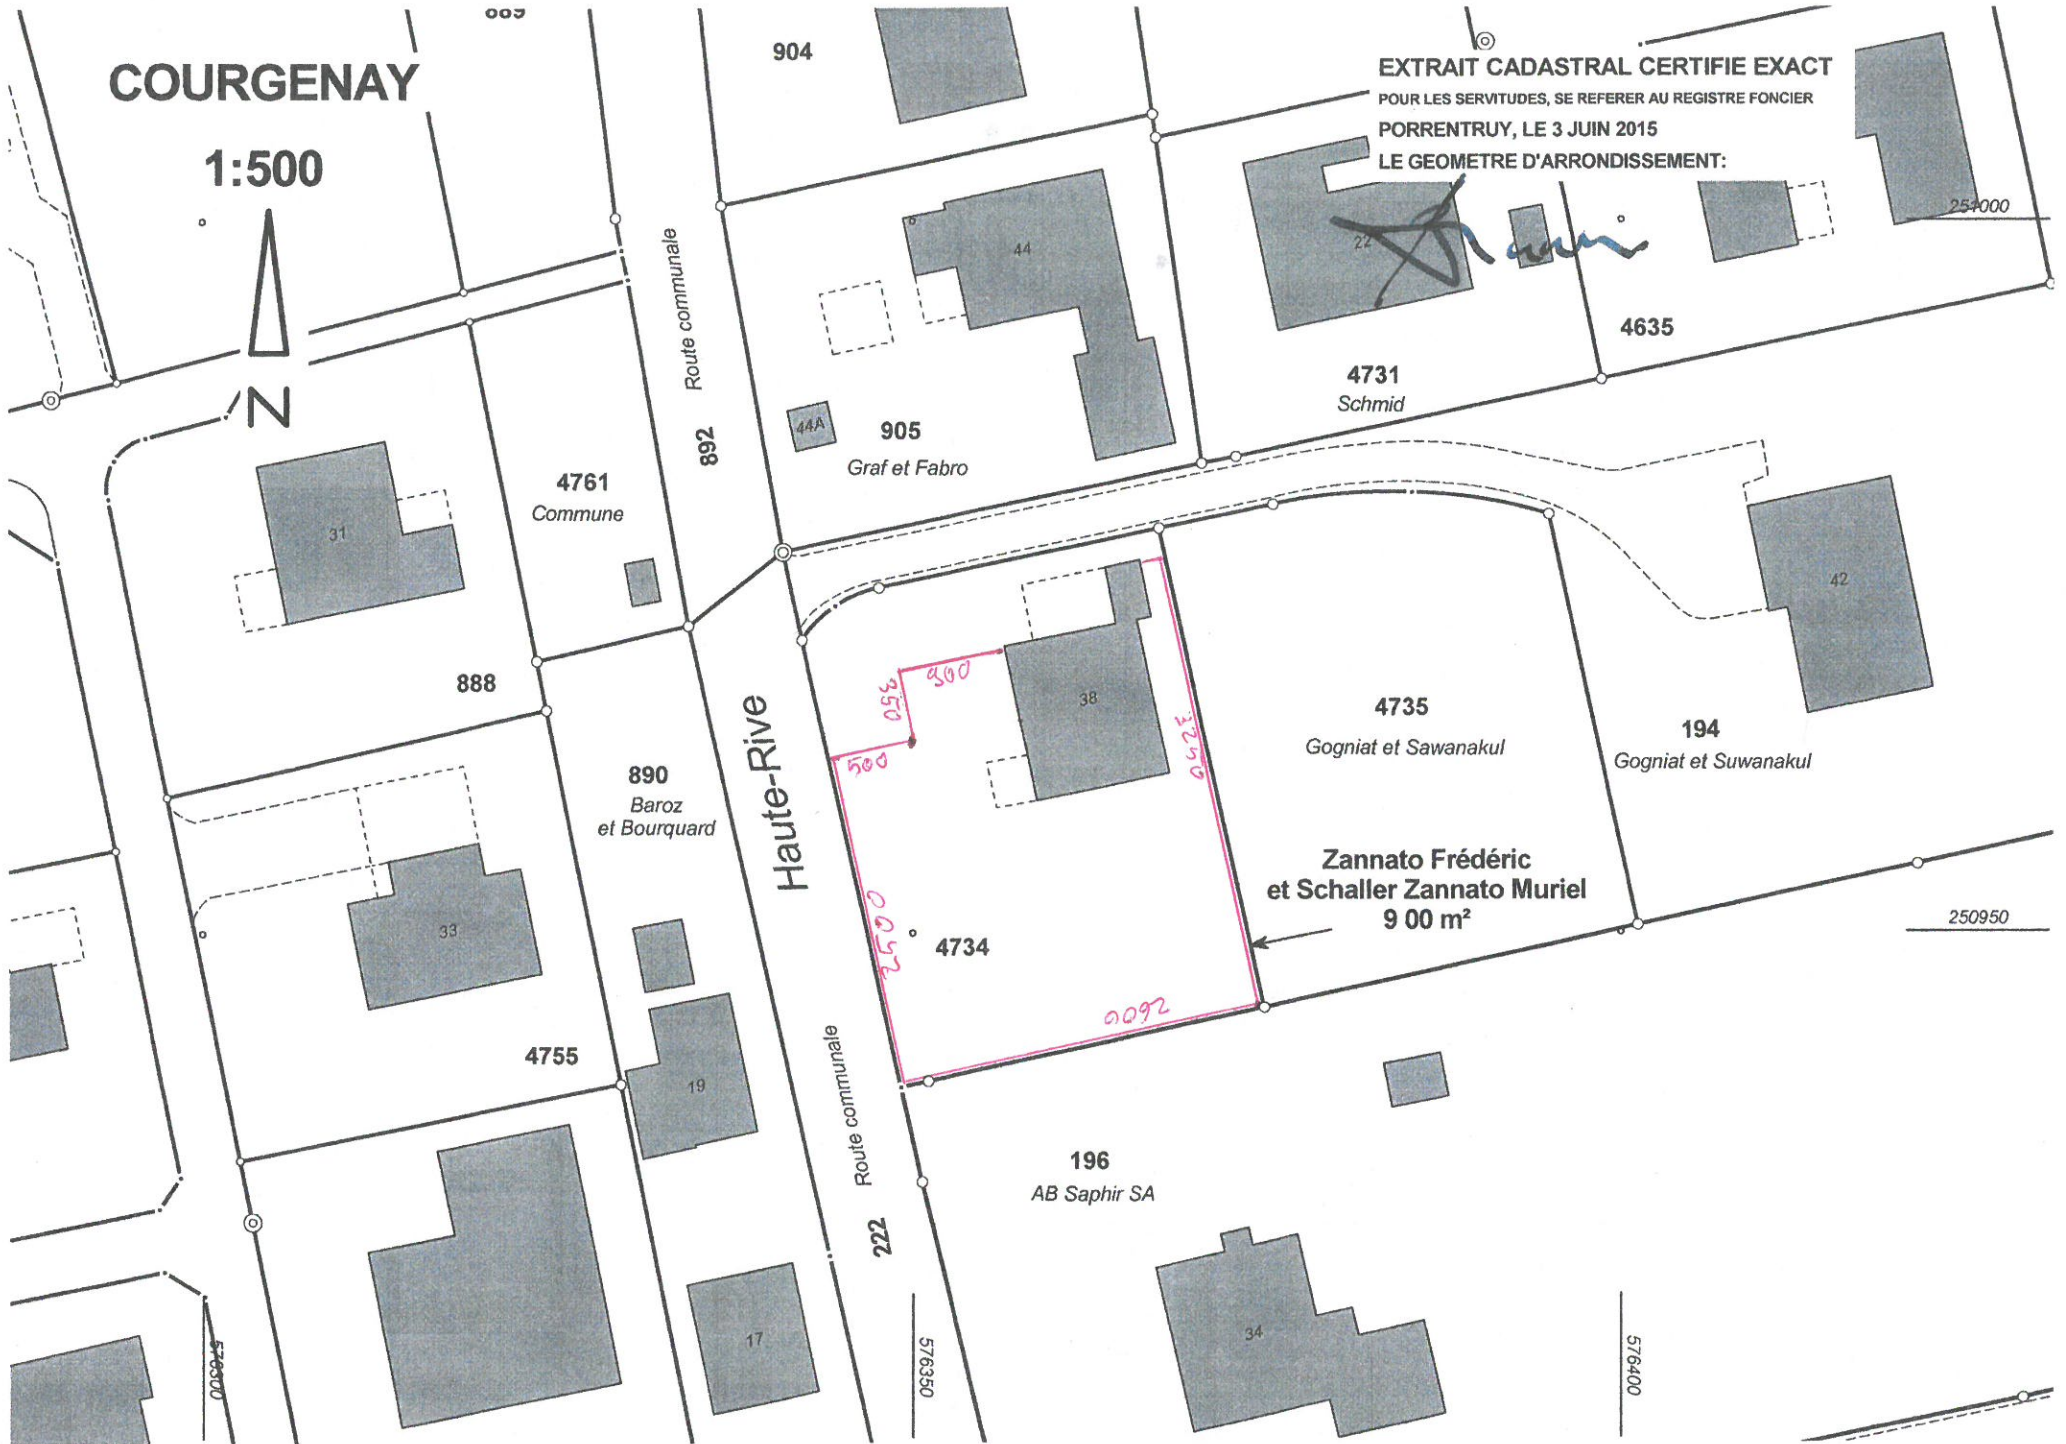 COURGENAY
1:500
N
889
904
EXTRAIT CADASTRAL CERTIFIE EXACT
POUR LES SERVITUDES, SE REFERER AU REGISTRE FONCIER
PORRENTRUY, LE 3 JUIN 2015
LE GEOMETRE D'ARRONDISSEMENT:
251000
Route communale
892
44
22
4635
4731
Schmid
44A
905
Graf et Fabro
4761
Commune
31
42
888
900
350
500
38
3430
4735
Gogniat et Sawanakul
194
Gogniat et Suwanakul
890
Baroz
et Bourquard
Haute-Rive
Zannato Frédéric
et Schaller Zannato Muriel
9 00 m²
250950
33
2500
4734
2600
4755
19
Route communale
222
196
AB Saphir SA
17
34
576300
576350
576400